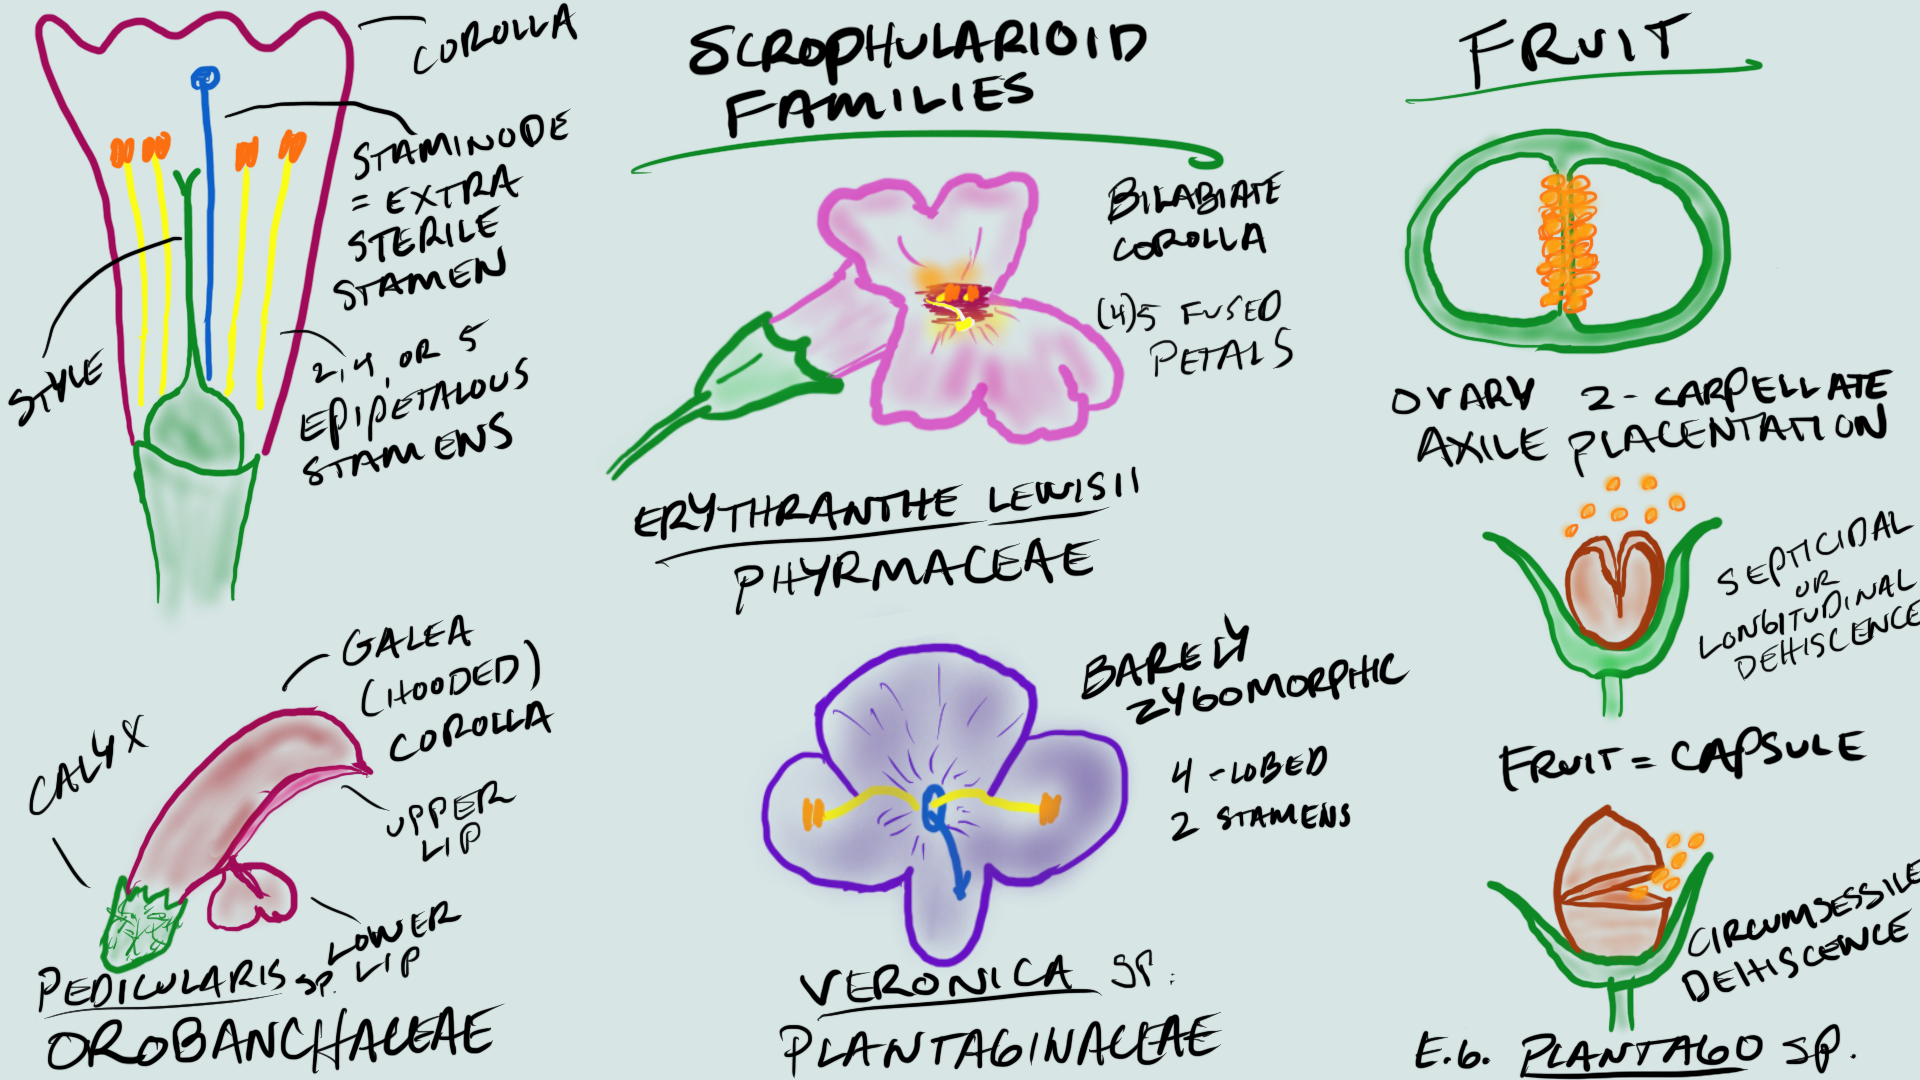 SCROPHULARIOID
FAMILIES
COROLLA
STAMINODE
= EXTRA
STERILE
STAMEN
STYLE
2, 4, OR 5
EPIPETALOUS
STAMENS
BILABIATE
COROLLA
(4)5 FUSED
PETALS
ERYTHRANTHE LEWISII
PHYRMACEAE
GALEA
(HOODED)
COROLLA
CALYX
UPPER
LIP
LOWER
LIP
PEDICULARIS SP.
OROBANCHACEAE
BARELY
ZYGOMORPHIC
4-LOBED
2 STAMENS
VERONICA SP.
PLANTAGINACEAE
FRUIT
OVARY 2-CARPELLATE
AXILE PLACENTATION
SEPTICIDAL
OR
LONGITUDINAL
DEHISCENCE
FRUIT = CAPSULE
CIRCUMSESSILE
DEHISCENCE
E.G. PLANTAGO SP.